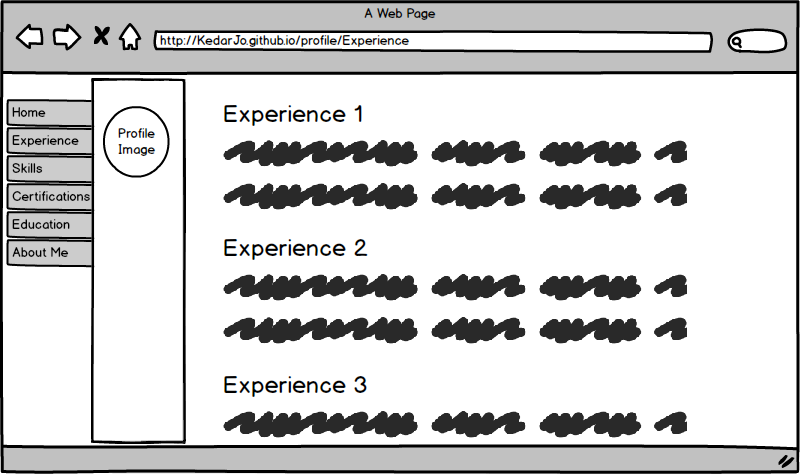 A Web Page
http://KedarJo.github.io/profile/Experience
Home
Experience
Skills
Certifications
Education
About Me
Profile
Image
Experience 1
Experience 2
Experience 3